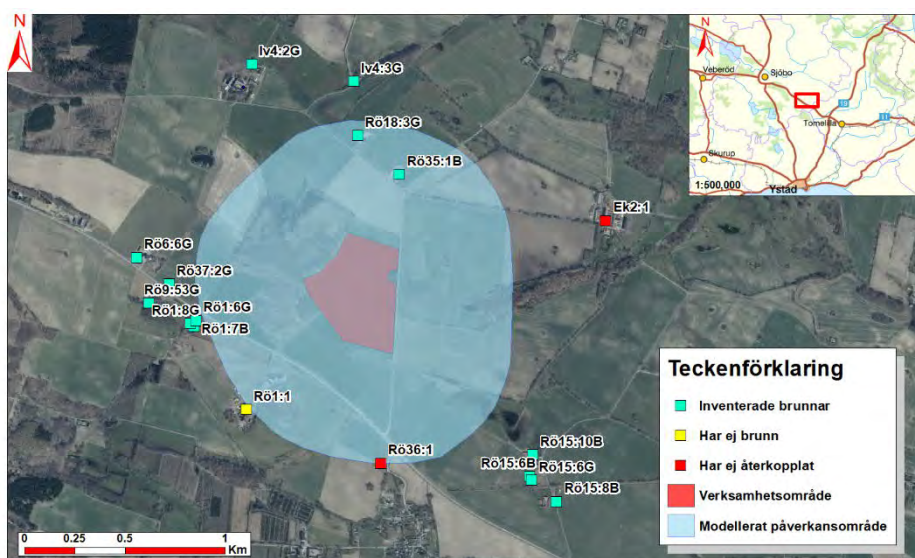 N
Iv4:2G
Iv4:3G
Rö18:3G
Rö35:1B
Ek2:1
Rö6:6G
Rö37:2G
Rö9:53G
Rö1:6G
Rö1:8G
Rö1:7B
Rö1:1
Rö36:1
Rö15:10B
Rö15:6B
Rö15:6G
Rö15:8B
N
Veberöd
Sjöbo
19
11
Tomelilla
Skurup
Ystad
1:500,000
Teckenförklaring
Inventerade brunnar
Har ej brunn
Har ej återkopplat
Verksamhetsområde
Modellerat påverkansområde
0 0.25 0.5 1
Km